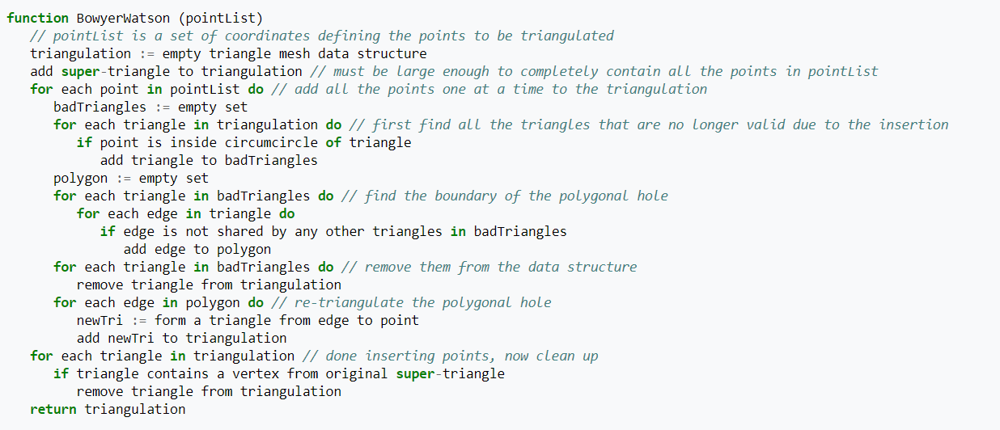 function BowyerWatson (pointList)
   // pointList is a set of coordinates defining the points to be triangulated
   triangulation := empty triangle mesh data structure
   add super-triangle to triangulation // must be large enough to completely contain all the points in pointList
   for each point in pointList do // add all the points one at a time to the triangulation
      badTriangles := empty set
      for each triangle in triangulation do // first find all the triangles that are no longer valid due to the insertion
         if point is inside circumcircle of triangle
            add triangle to badTriangles
      polygon := empty set
      for each triangle in badTriangles do // find the boundary of the polygonal hole
         for each edge in triangle do
            if edge is not shared by any other triangles in badTriangles
               add edge to polygon
      for each triangle in badTriangles do // remove them from the data structure
         remove triangle from triangulation
      for each edge in polygon do // re-triangulate the polygonal hole
         newTri := form a triangle from edge to point
         add newTri to triangulation
   for each triangle in triangulation // done inserting points, now clean up
      if triangle contains a vertex from original super-triangle
         remove triangle from triangulation
   return triangulation